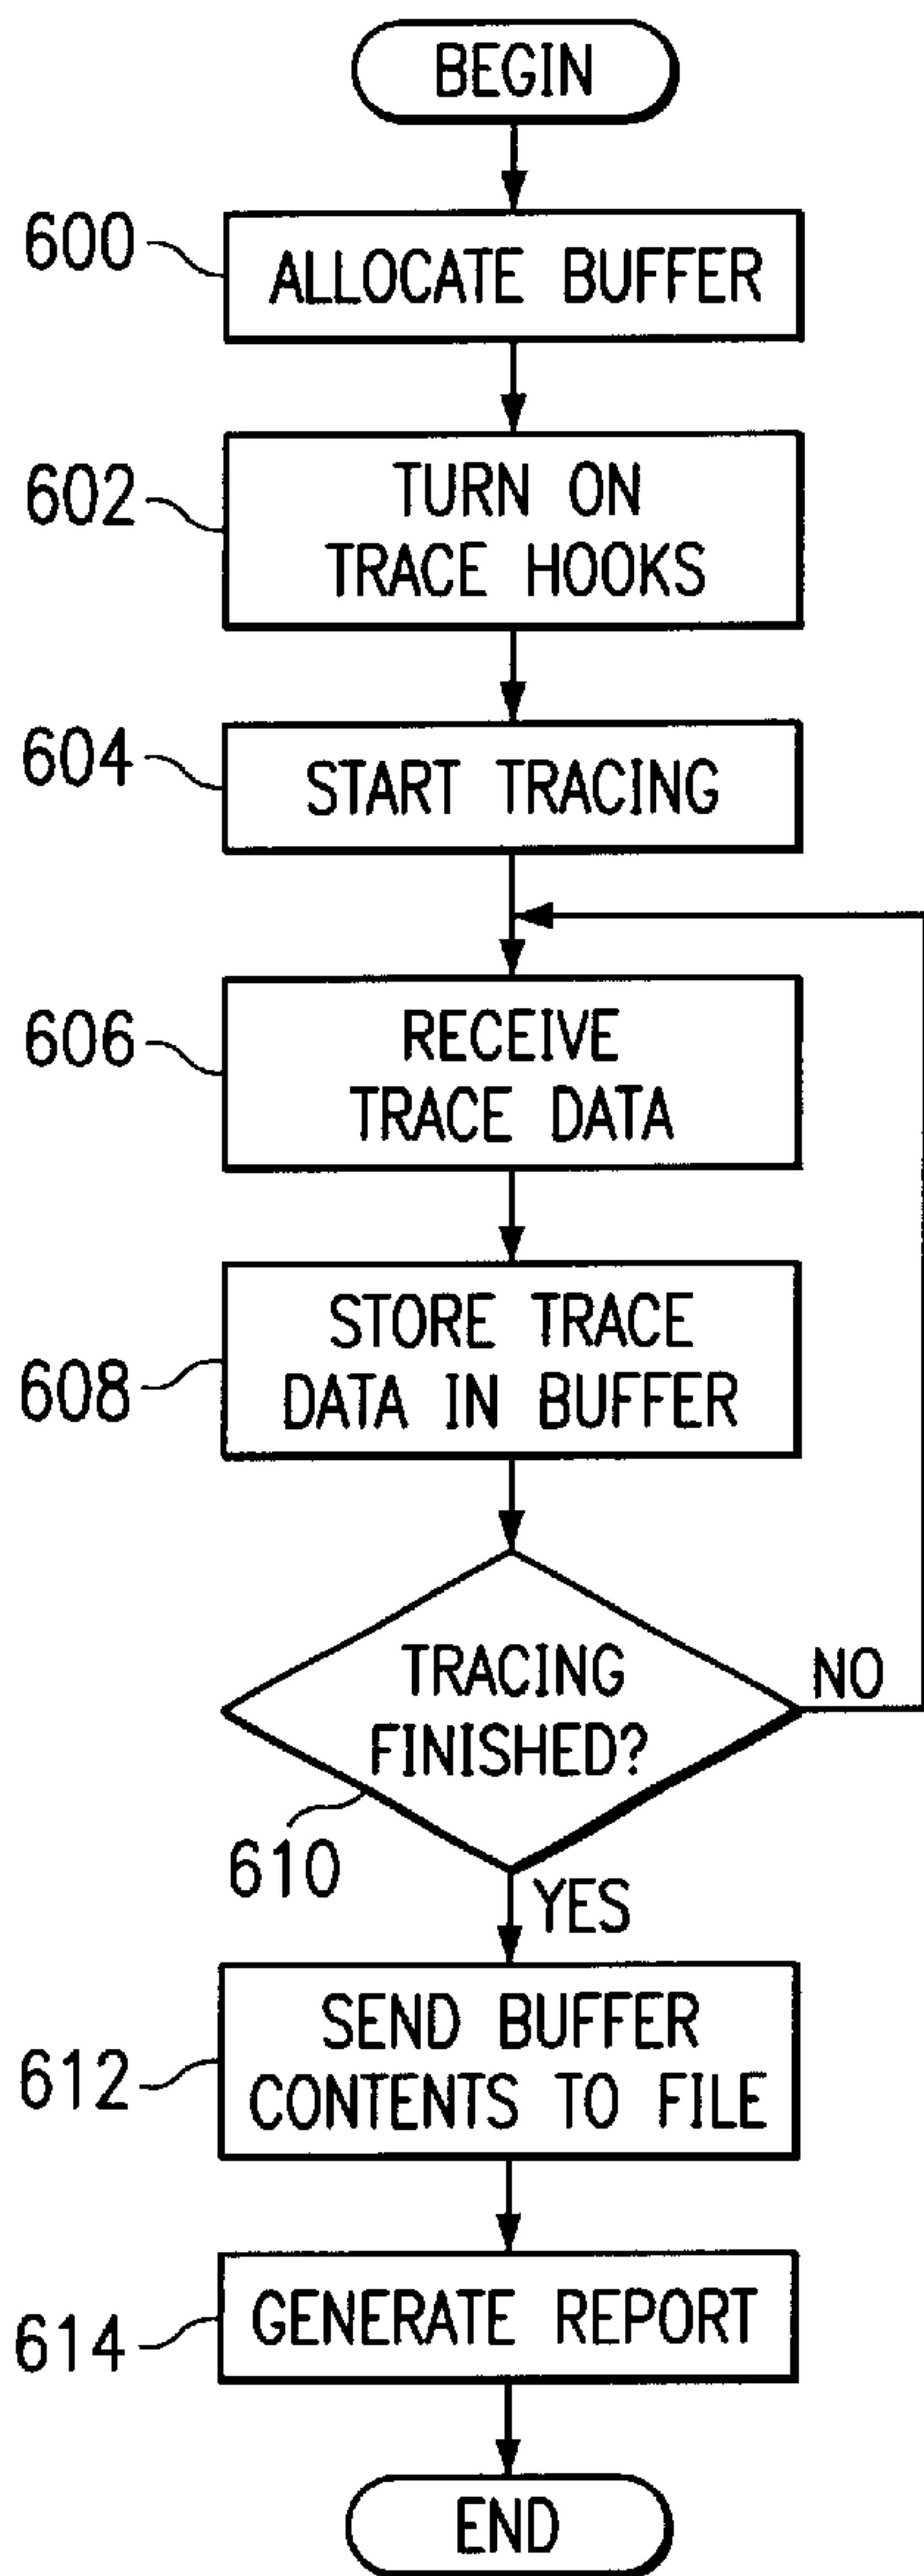 BEGIN
600
ALLOCATE BUFFER
602
TURN ON
TRACE HOOKS
604
START TRACING
606
RECEIVE
TRACE DATA
608
STORE TRACE
DATA IN BUFFER
TRACING
FINISHED?
NO
610
YES
612
SEND BUFFER
CONTENTS TO FILE
614
GENERATE REPORT
END